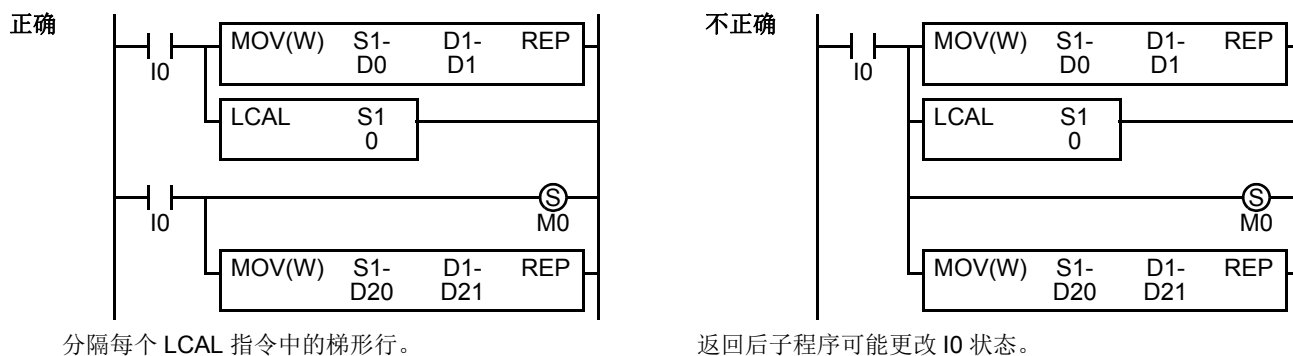 正确
MOV(W) S1- D1- REP
D0 D1
I0
LCAL S1
0
I0
S
M0
MOV(W) S1- D1- REP
D20 D21
分隔每个 LCAL 指令中的梯形行。
不正确
MOV(W) S1- D1- REP
D0 D1
I0
LCAL S1
0
S
M0
MOV(W) S1- D1- REP
D20 D21
返回后子程序可能更改 I0 状态。